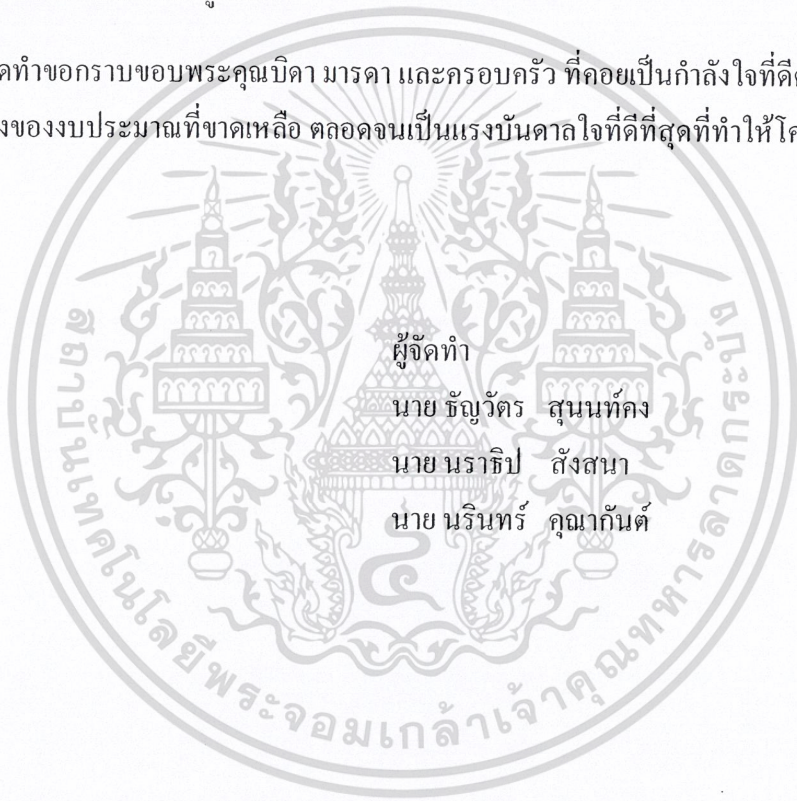 ดทำขอกราบขอบพระคุณบิดา มารดา และครอบครัว ที่คอยเป็นกำลังใจที่ดี
งของงบประมาณที่ขาดเหลือ ตลอดจนเป็นแรงบันดาลใจที่ดีที่สุดที่ทำให้โค
ผู้จัดทำ
นาย ธัญวัตร สุนนท์คง
นาย นราธิป สังสนา
นาย นรินทร์ คุณากันต์
สถาบันเทคโนโลยีพระจอมเกล้าเจ้าคุณทหารลาดกระบัง
๕